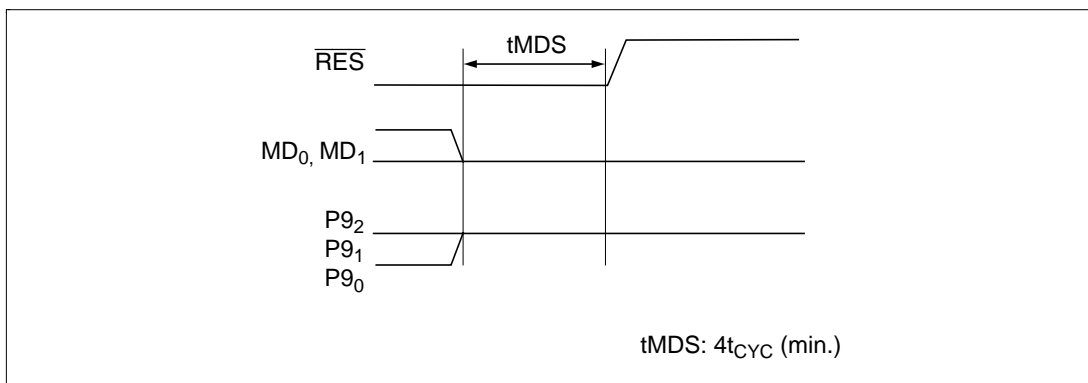 tMDS
RES
MD0, MD1
P92
P91
P90
tMDS: 4tCYC (min.)